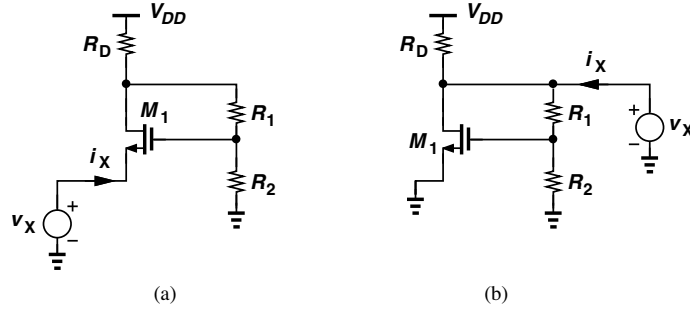 V_DD
R_D
M_1
R_1
i_X
R_2
v_X
+
−
(a)
V_DD
R_D
i_X
R_1
+
−
v_X
M_1
R_2
(b)